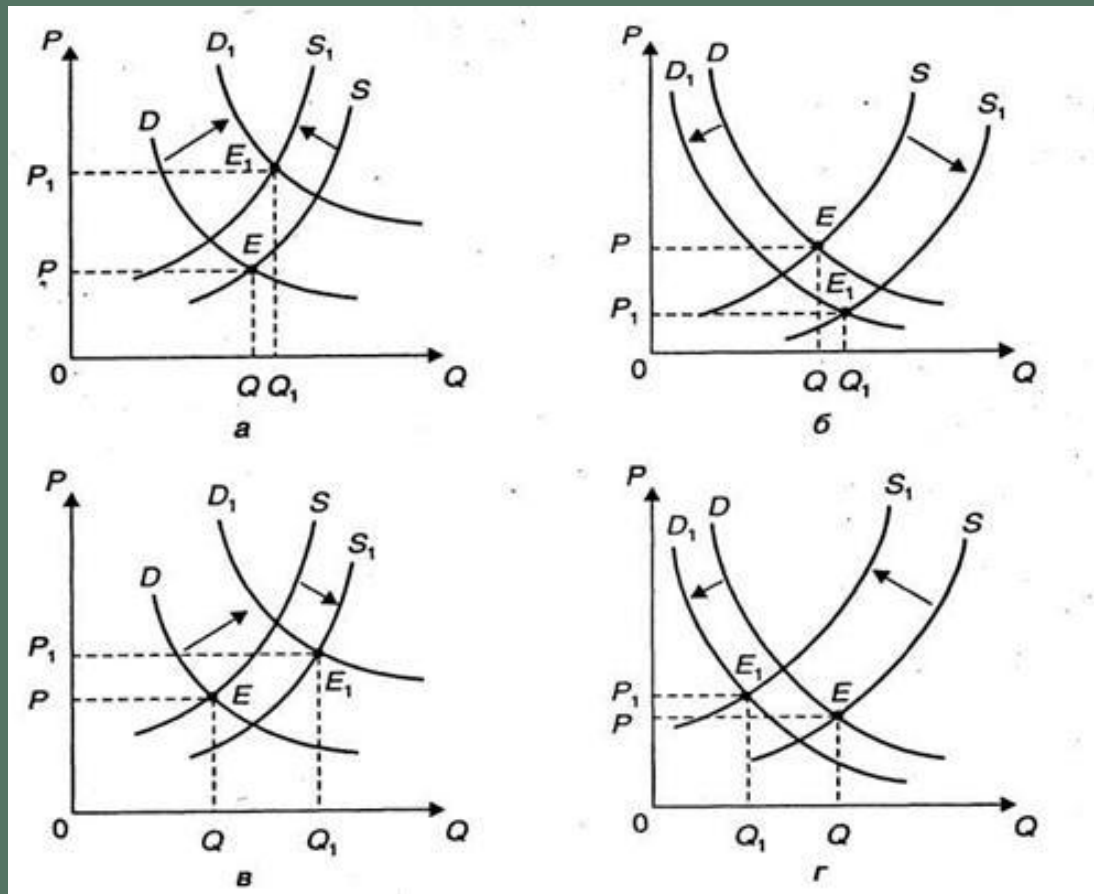 P D₁ S₁ S
D
E₁
P₁
P E
0 Q Q₁ Q
а
P D₁ D S S₁
P E
P₁ E₁
0 Q Q₁ Q
б
P D₁ S
D S₁
P₁
P E E₁
0 Q Q₁ Q
в
P D₁ D S₁ S
P₁ E₁ E
P
0 Q₁ Q Q
г